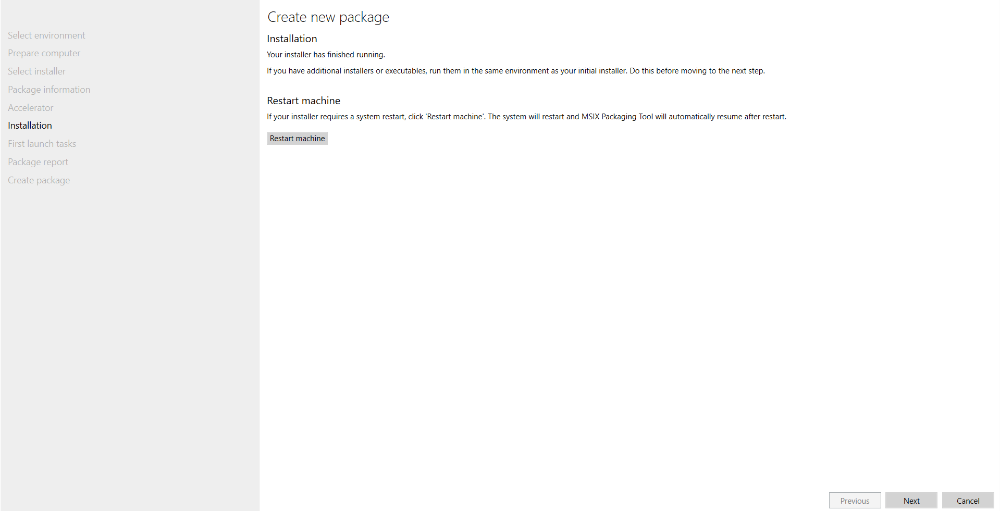 Select environment
Prepare computer
Select installer
Package information
Accelerator
Installation
First launch tasks
Package report
Create package
Create new package
Installation
Your installer has finished running.
If you have additional installers or executables, run them in the same environment as your initial installer. Do this before moving to the next step.
Restart machine
If your installer requires a system restart, click 'Restart machine'. The system will restart and MSIX Packaging Tool will automatically resume after restart.
Restart machine
Previous
Next
Cancel